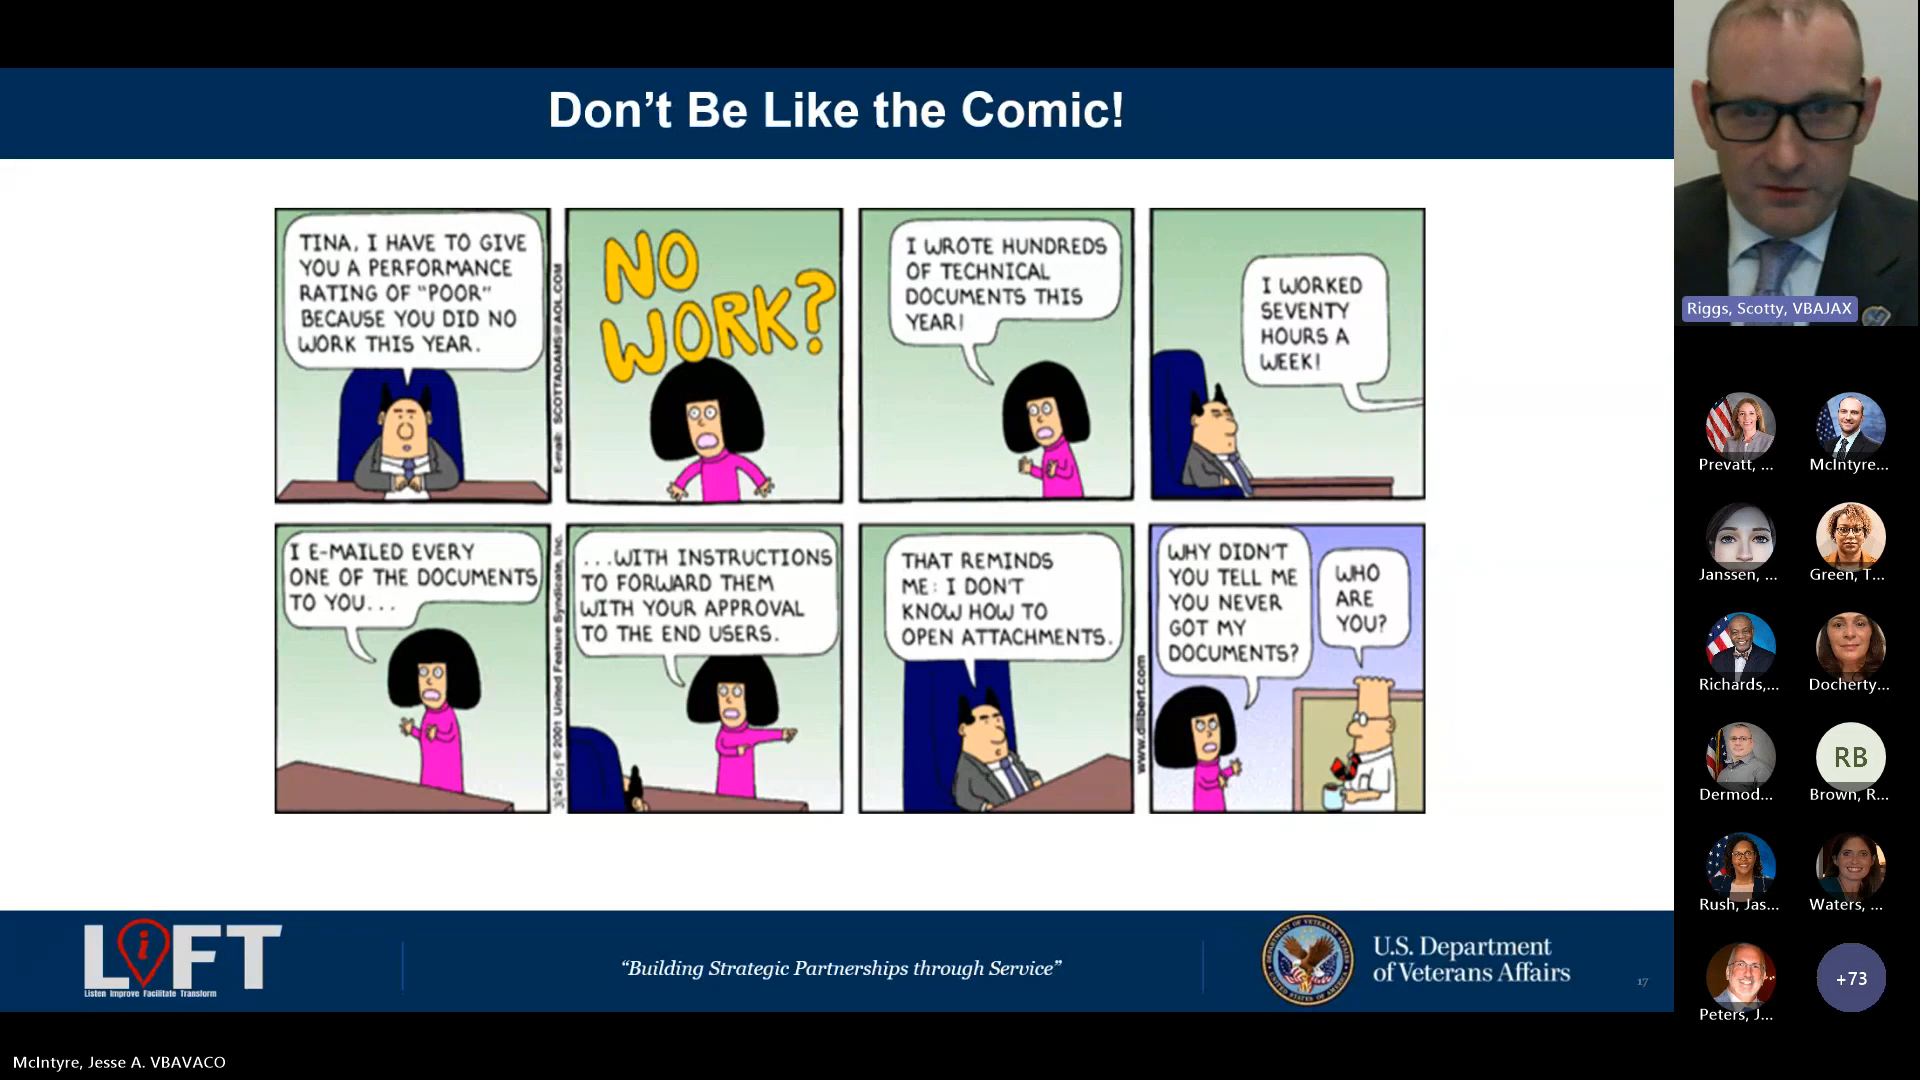 Don't Be Like the Comic!
TINA, I HAVE TO GIVE
YOU A PERFORMANCE
RATING OF "POOR"
BECAUSE YOU DID NO
WORK THIS YEAR.
E-mail: SCOTTADAMS@AOL.COM
NO
WORK?
I WROTE HUNDREDS
OF TECHNICAL
DOCUMENTS THIS
YEAR!
I WORKED
SEVENTY
HOURS A
WEEK!
I E-MAILED EVERY
ONE OF THE DOCUMENTS
TO YOU...
© 2001 United Feature Syndicate, Inc.
...WITH INSTRUCTIONS
TO FORWARD THEM
WITH YOUR APPROVAL
TO THE END USERS.
THAT REMINDS
ME: I DON'T
KNOW HOW TO
OPEN ATTACHMENTS.
www.dilbert.com
WHY DIDN'T
YOU TELL ME
YOU NEVER
GOT MY
DOCUMENTS?
WHO
ARE
YOU?
LiFT
Listen Improve Facilitate Transform
"Building Strategic Partnerships through Service"
U.S. Department
of Veterans Affairs
17
McIntyre, Jesse A. VBAVACO
Riggs, Scotty, VBAJAX
Prevatt, ...
McIntyre...
Janssen, ...
Green, T...
Richards,...
Docherty...
Dermod...
RB
Brown, R...
Rush, Jas...
Waters, ...
Peters, J...
+73